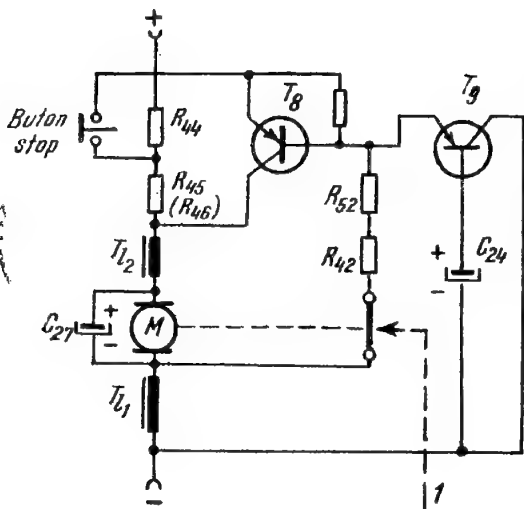 +
Buton
stop
R44
T8
T9
R45
(R46)
R52
Tl2
R42
C24
+
-
C27
+
-
M
Tl1
-
1